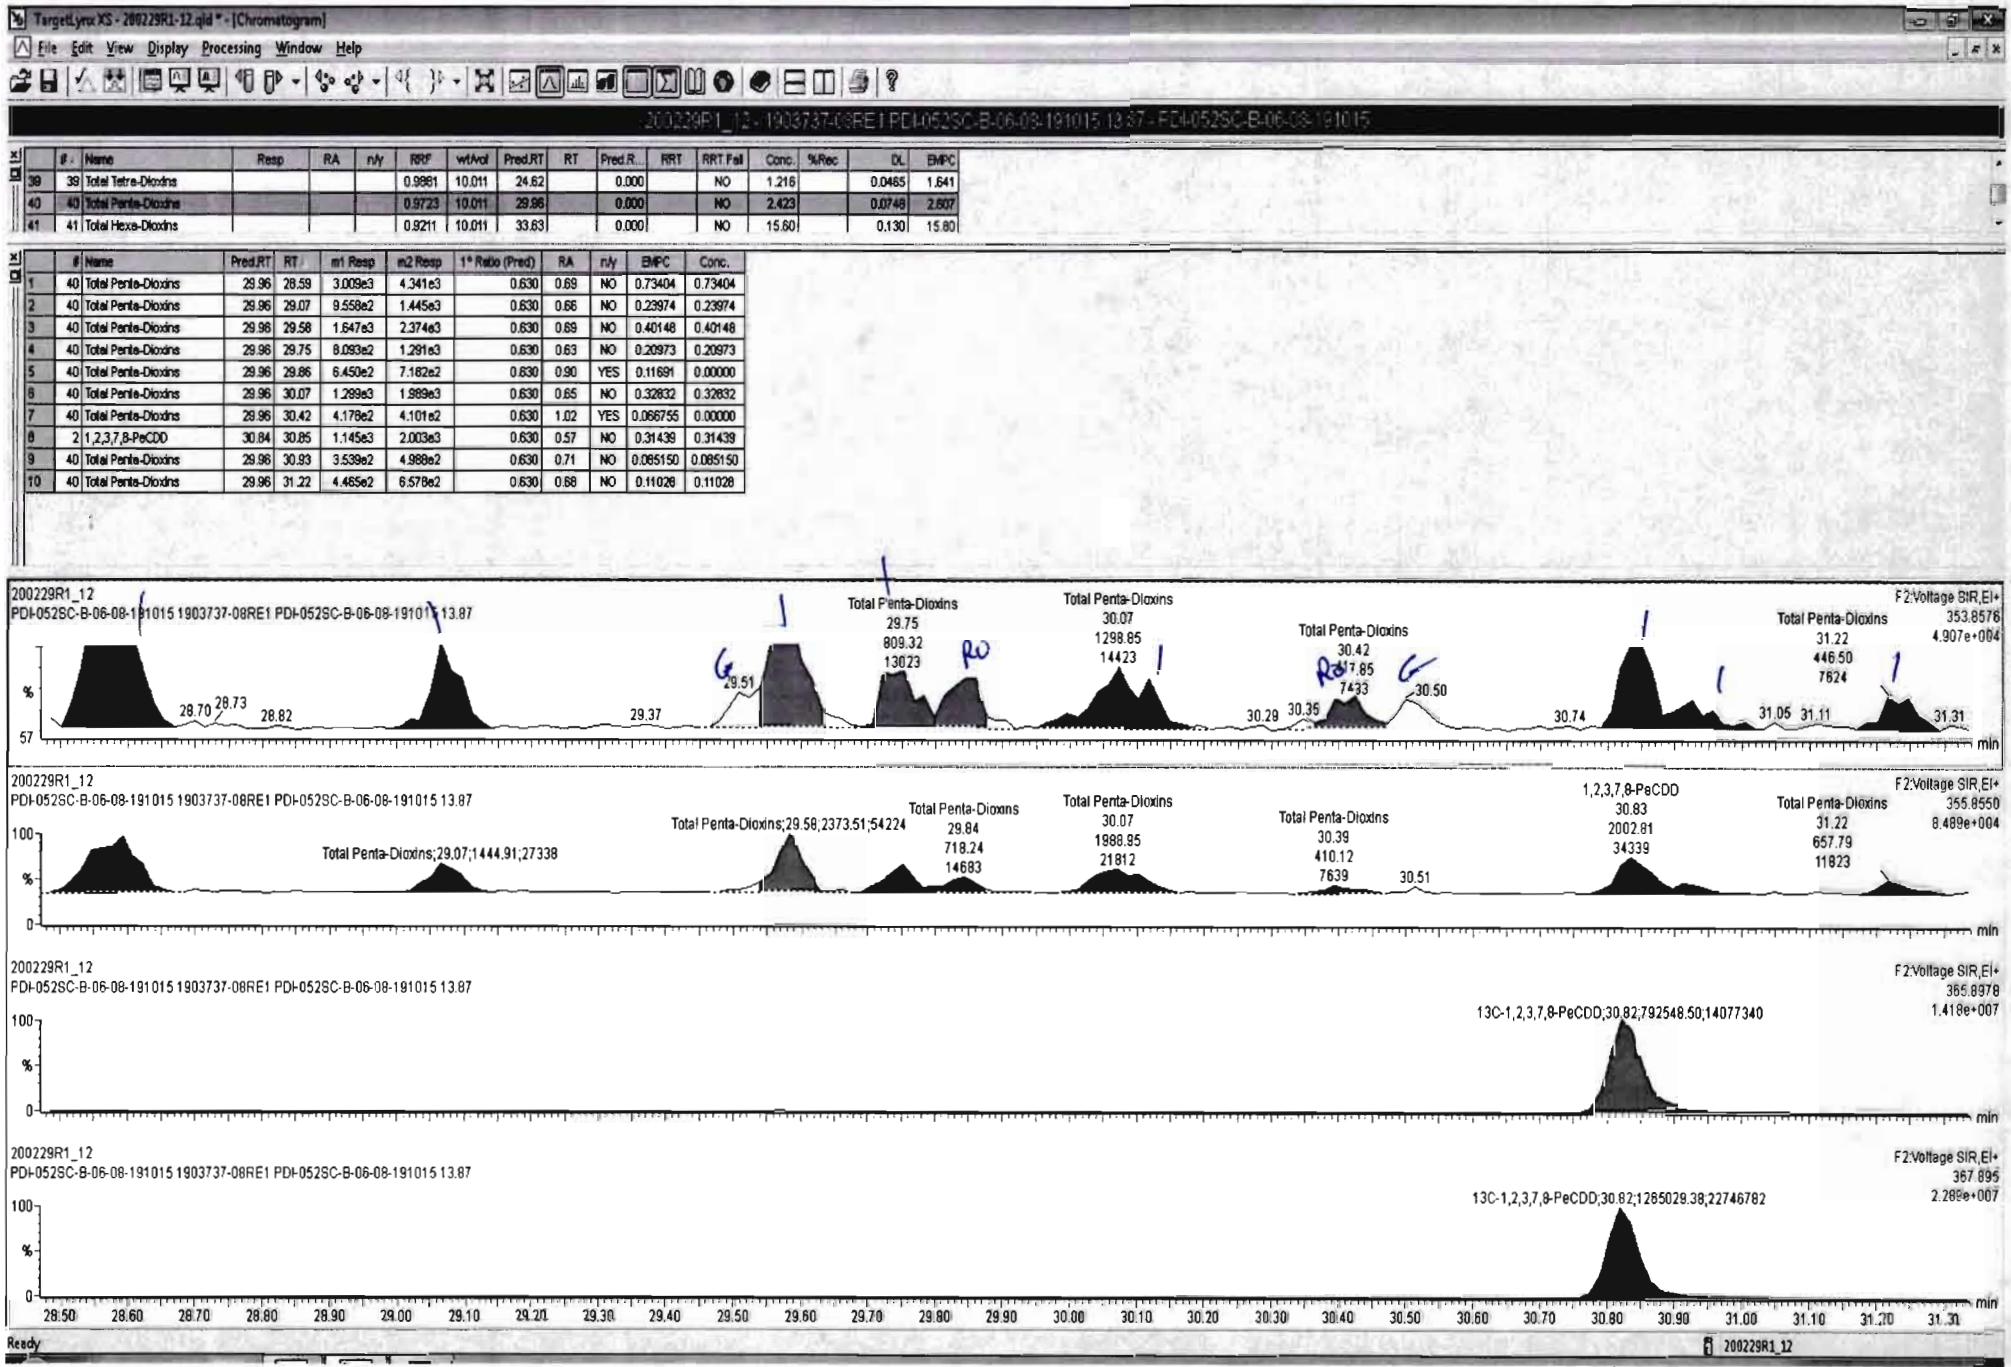 TargetLynx XS - 200229R1-12.qld * - [Chromatogram]
File Edit View Display Processing Window Help
200229R1_12 - 1903737-08RE1 PDI-052SC-B-06-08-191015 13.87 - PDI-052SC-B-06-08-191015
# Name Resp RA n/y RRF wt/vol Pred.RT RT Pred.R... RRT RRT Fail Conc. %Rec DL EMPC
39 39 Total Tetra-Dioxins 0.9881 10.011 24.62 0.000 NO 1.216 0.0465 1.641
40 40 Total Penta-Dioxins 0.9723 10.011 29.96 0.000 NO 2.423 0.0748 2.607
41 41 Total Hexa-Dioxins 0.9211 10.011 33.63 0.000 NO 15.60 0.130 15.80
# Name Pred.RT RT m1 Resp m2 Resp 1° Ratio (Pred) RA n/y EMPC Conc.
1 40 Total Penta-Dioxins 29.96 28.59 3.009e3 4.341e3 0.630 0.69 NO 0.73404 0.73404
2 40 Total Penta-Dioxins 29.96 29.07 9.558e2 1.445e3 0.630 0.66 NO 0.23974 0.23974
3 40 Total Penta-Dioxins 29.96 29.58 1.647e3 2.374e3 0.630 0.69 NO 0.40148 0.40148
4 40 Total Penta-Dioxins 29.96 29.75 8.093e2 1.291e3 0.630 0.63 NO 0.20973 0.20973
5 40 Total Penta-Dioxins 29.96 29.86 6.450e2 7.182e2 0.630 0.90 YES 0.11691 0.00000
6 40 Total Penta-Dioxins 29.96 30.07 1.299e3 1.989e3 0.630 0.65 NO 0.32832 0.32832
7 40 Total Penta-Dioxins 29.96 30.42 4.178e2 4.101e2 0.630 1.02 YES 0.066755 0.00000
8 2 1,2,3,7,8-PeCDD 30.84 30.85 1.145e3 2.003e3 0.630 0.57 NO 0.31439 0.31439
9 40 Total Penta-Dioxins 29.96 30.93 3.539e2 4.988e2 0.630 0.71 NO 0.085150 0.085150
10 40 Total Penta-Dioxins 29.96 31.22 4.465e2 6.578e2 0.630 0.68 NO 0.11028 0.11028
200229R1_12
PDI-052SC-B-06-08-191015 1903737-08RE1 PDI-052SC-B-06-08-191015 13.87
F2:Voltage SIR,EI+
353.8576
4.907e+004
Total Penta-Dioxins
29.75
809.32
13023
Total Penta-Dioxins
30.07
1298.85
14423
Total Penta-Dioxins
30.42
417.85
7433
Total Penta-Dioxins
31.22
446.50
7624
G RO RO G
28.70 28.73 28.82 29.37 29.51 30.29 30.35 30.50 30.74 31.05 31.11 31.31
%
57
min
200229R1_12
PDI-052SC-B-06-08-191015 1903737-08RE1 PDI-052SC-B-06-08-191015 13.87
F2:Voltage SIR,EI+
355.8550
8.489e+004
Total Penta-Dioxins;29.07;1444.91;27338
Total Penta-Dioxins;29.58;2373.51;54224
Total Penta-Dioxins
29.84
718.24
14683
Total Penta-Dioxins
30.07
1988.95
21812
Total Penta-Dioxins
30.39
410.12
7639
30.51
1,2,3,7,8-PeCDD
30.83
2002.81
34339
Total Penta-Dioxins
31.22
657.79
11823
100
%
0
min
200229R1_12
PDI-052SC-B-06-08-191015 1903737-08RE1 PDI-052SC-B-06-08-191015 13.87
F2:Voltage SIR,EI+
365.8978
1.418e+007
13C-1,2,3,7,8-PeCDD;30.82;792548.50;14077340
100
%
0
min
200229R1_12
PDI-052SC-B-06-08-191015 1903737-08RE1 PDI-052SC-B-06-08-191015 13.87
F2:Voltage SIR,EI+
367.895
2.289e+007
13C-1,2,3,7,8-PeCDD;30.82;1285029.38;22746782
100
%
0
min
28.50 28.60 28.70 28.80 28.90 29.00 29.10 29.20 29.30 29.40 29.50 29.60 29.70 29.80 29.90 30.00 30.10 30.20 30.30 30.40 30.50 30.60 30.70 30.80 30.90 31.00 31.10 31.20 31.30
Ready
200229R1_12